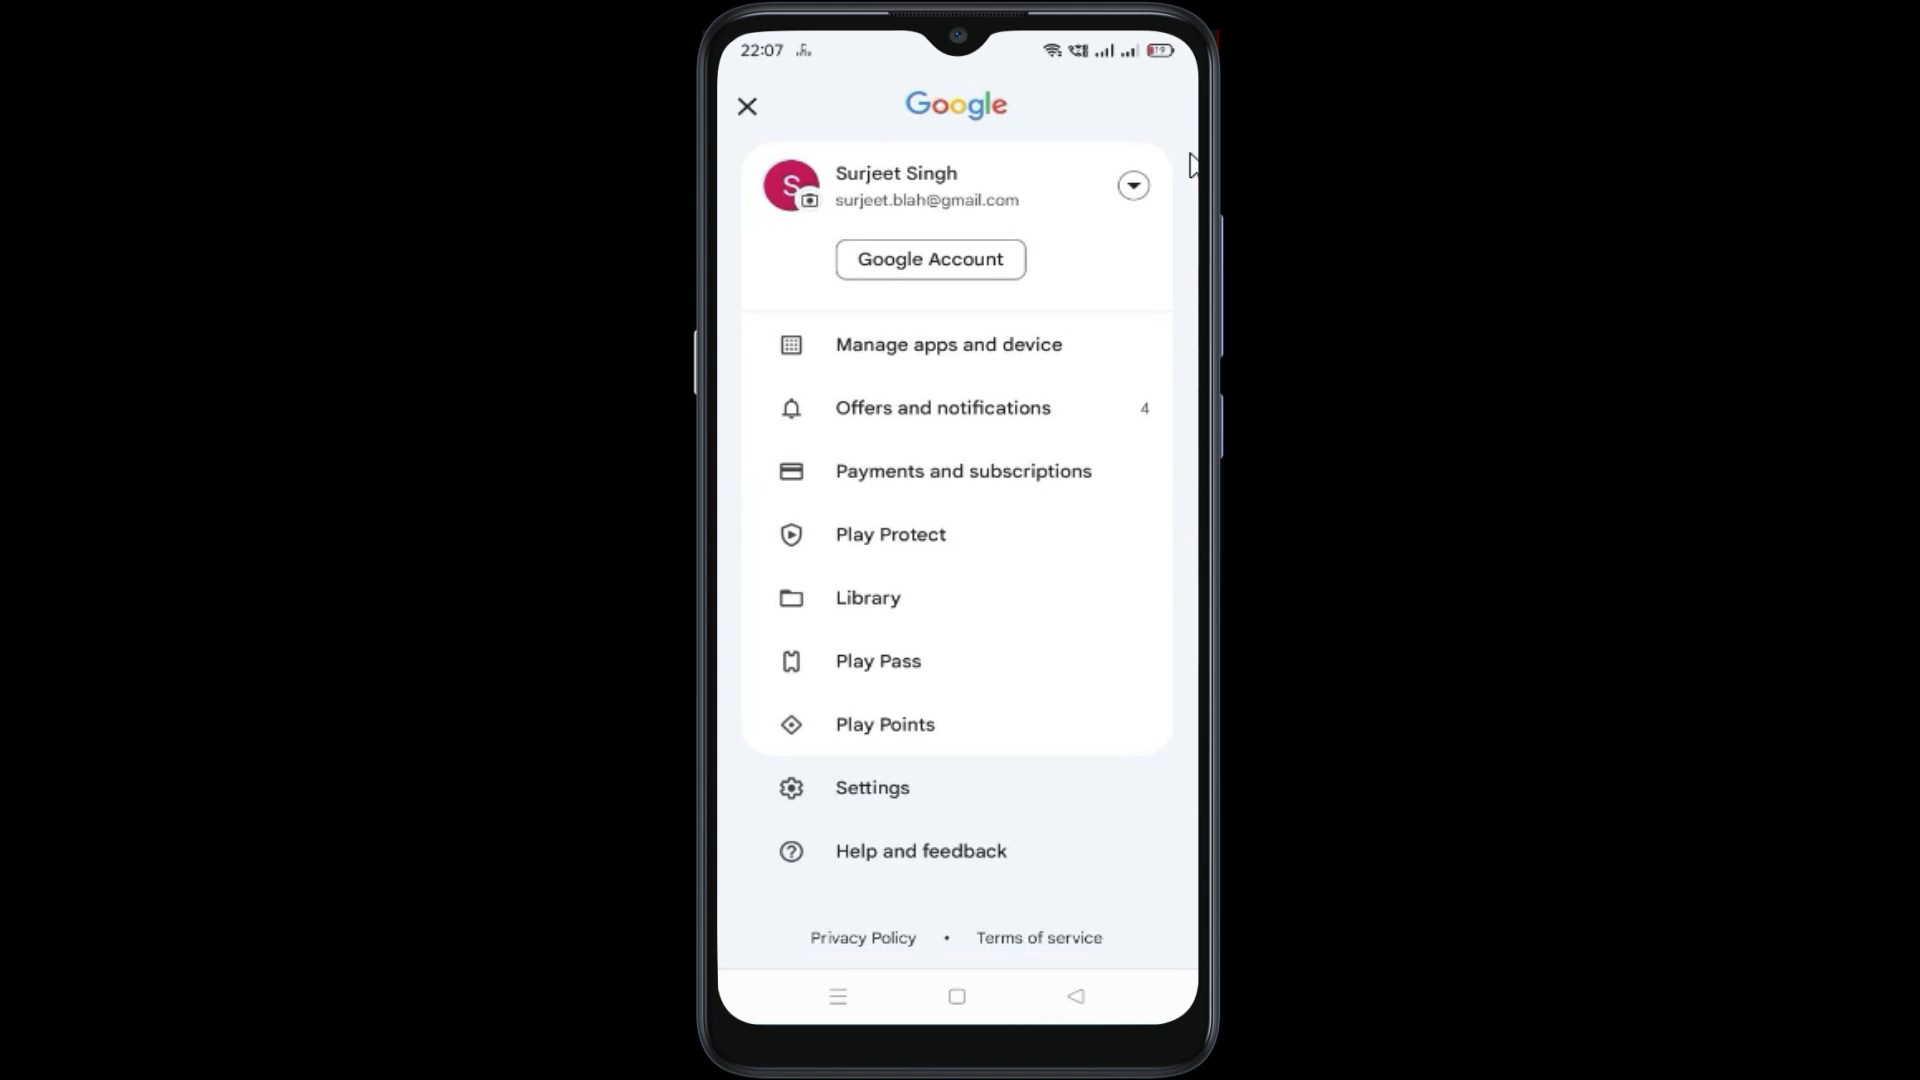 22:07
19
Google
S
Surjeet Singh
surjeet.blah@gmail.com
Google Account
Manage apps and device
Offers and notifications 4
Payments and subscriptions
Play Protect
Library
Play Pass
Play Points
Settings
Help and feedback
Privacy Policy • Terms of service